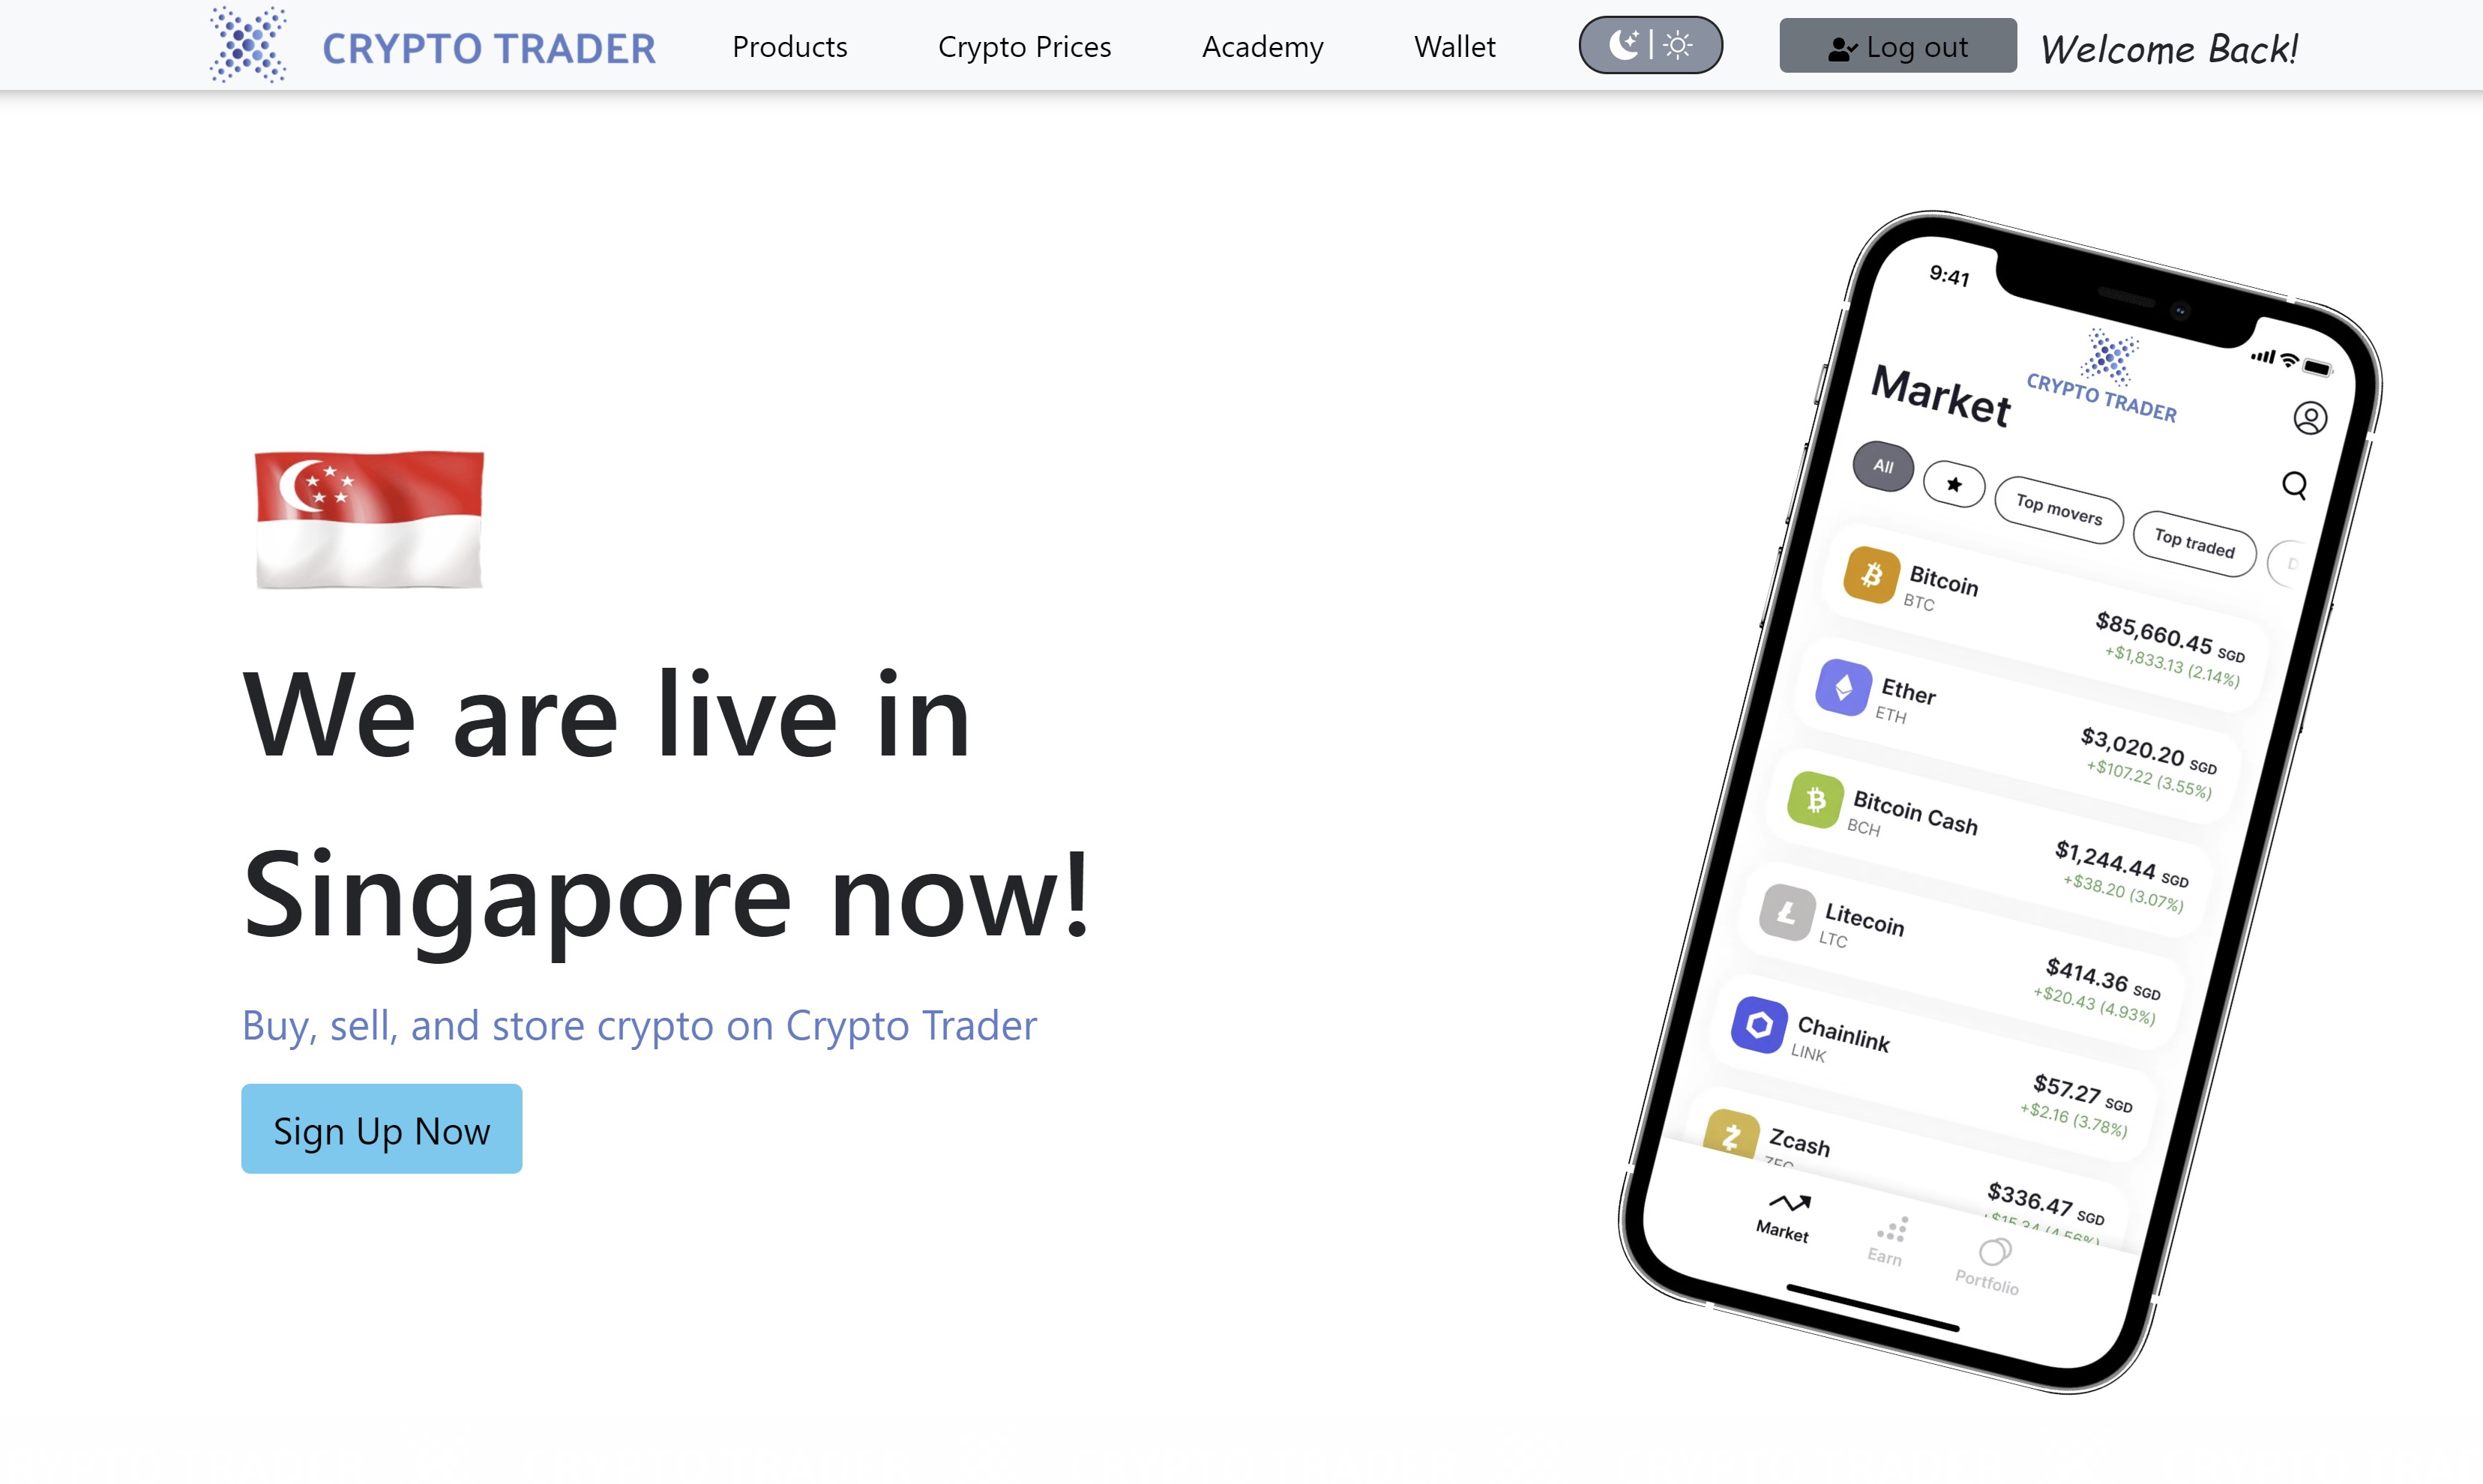 CRYPTO TRADER
Products
Crypto Prices
Academy
Wallet
Log out
Welcome Back!
We are live in
Singapore now!
Buy, sell, and store crypto on Crypto Trader
Sign Up Now
9:41
CRYPTO TRADER
Market
All
Top movers
Top traded
D
Bitcoin
BTC
$85,660.45 SGD
+$1,833.13 (2.14%)
Ether
ETH
$3,020.20 SGD
+$107.22 (3.55%)
Bitcoin Cash
BCH
$1,244.44 SGD
+$38.20 (3.07%)
Litecoin
LTC
$414.36 SGD
+$20.43 (4.93%)
Chainlink
LINK
$57.27 SGD
+$2.16 (3.78%)
Zcash
ZEC
$336.47 SGD
+$15.34 (4.56%)
Market
Earn
Portfolio